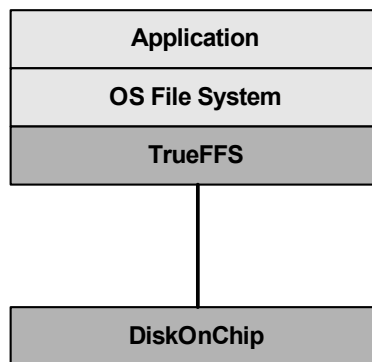 Application
OS File System
TrueFFS
DiskOnChip